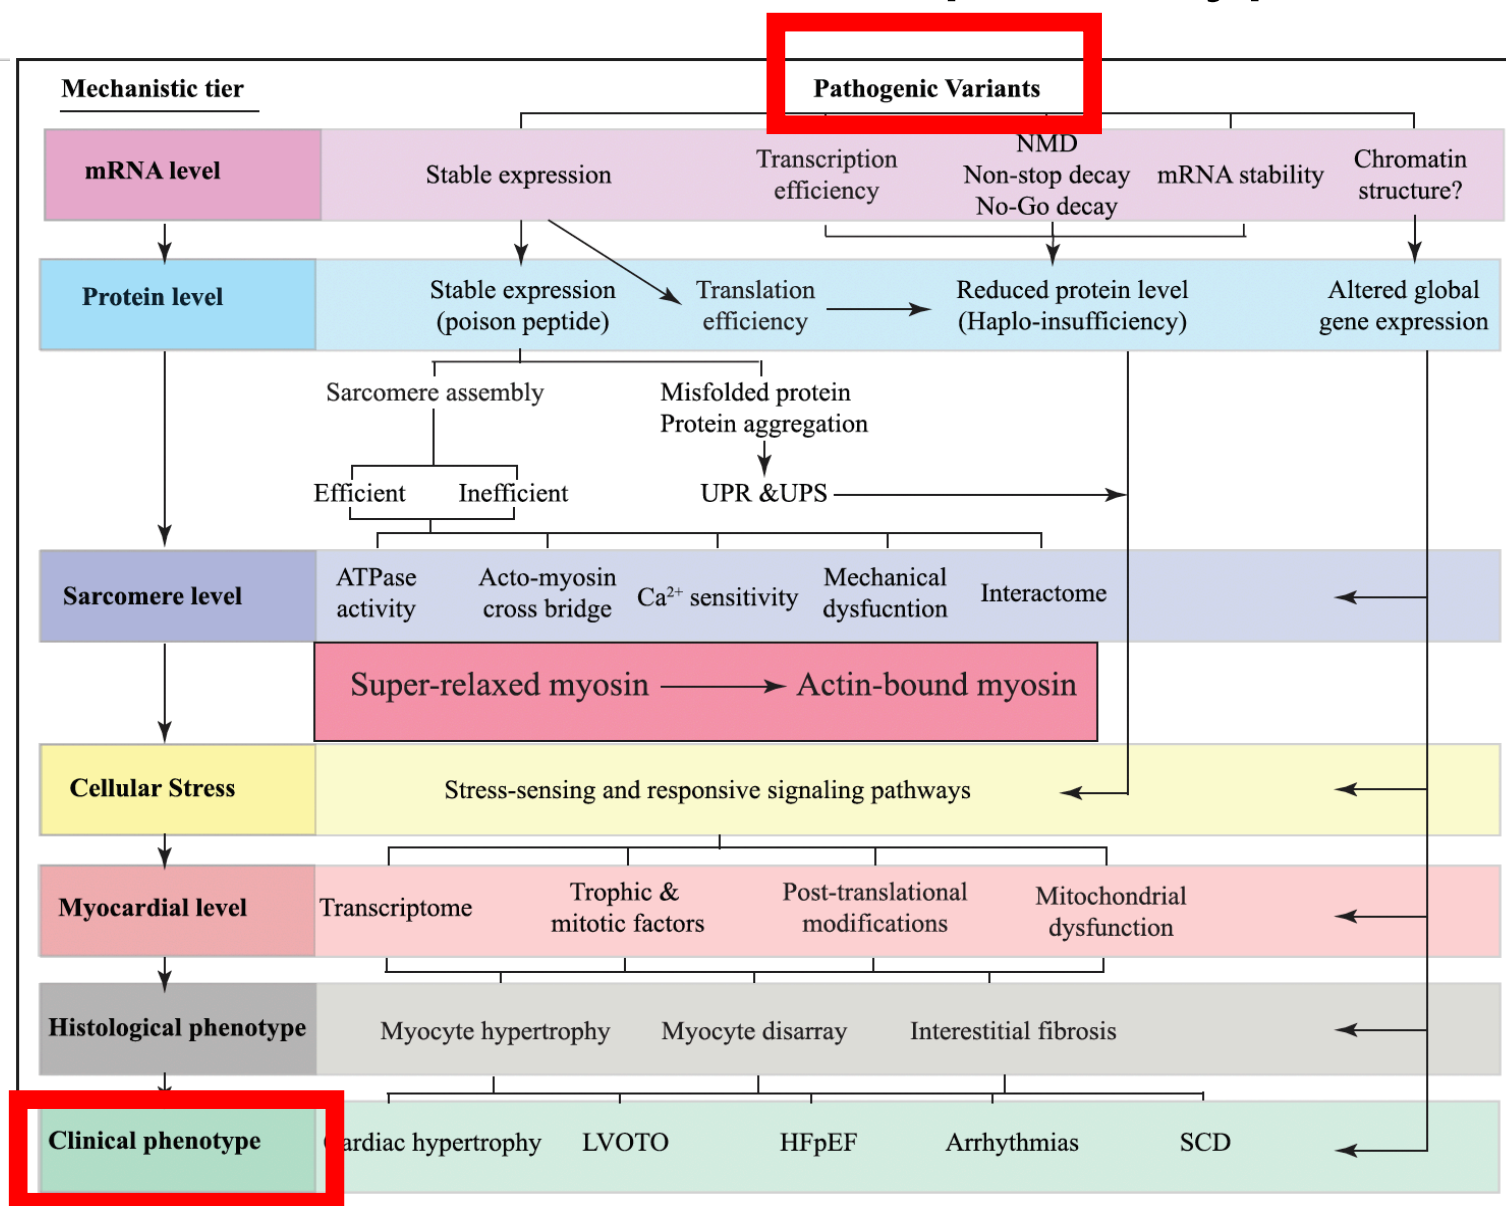 Mechanistic tier
Pathogenic Variants
mRNA level
Stable expression
Transcription
efficiency
NMD
Non-stop decay
No-Go decay
mRNA stability
Chromatin
structure?
Protein level
Stable expression
(poison peptide)
Translation
efficiency
Reduced protein level
(Haplo-insufficiency)
Altered global
gene expression
Sarcomere assembly
Misfolded protein
Protein aggregation
Efficient
Inefficient
UPR &UPS
Sarcomere level
ATPase
activity
Acto-myosin
cross bridge
Ca²⁺ sensitivity
Mechanical
dysfucntion
Interactome
Super-relaxed myosin
Actin-bound myosin
Cellular Stress
Stress-sensing and responsive signaling pathways
Myocardial level
Transcriptome
Trophic &
mitotic factors
Post-translational
modifications
Mitochondrial
dysfunction
Histological phenotype
Myocyte hypertrophy
Myocyte disarray
Interestitial fibrosis
Clinical phenotype
ardiac hypertrophy
LVOTO
HFpEF
Arrhythmias
SCD